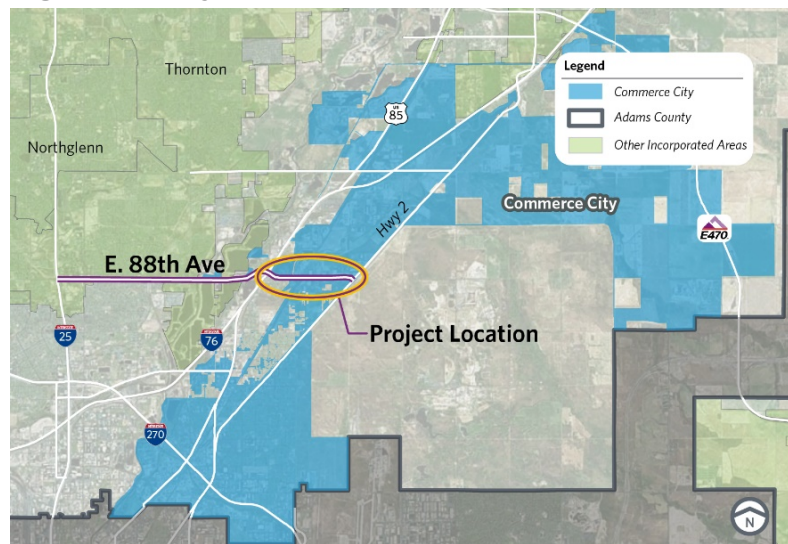 Thornton
Northglenn
US
85
Legend
Commerce City
Adams County
Other Incorporated Areas
Hwy 2
Commerce City
E470
E. 88th Ave
Project Location
25
76
270
N